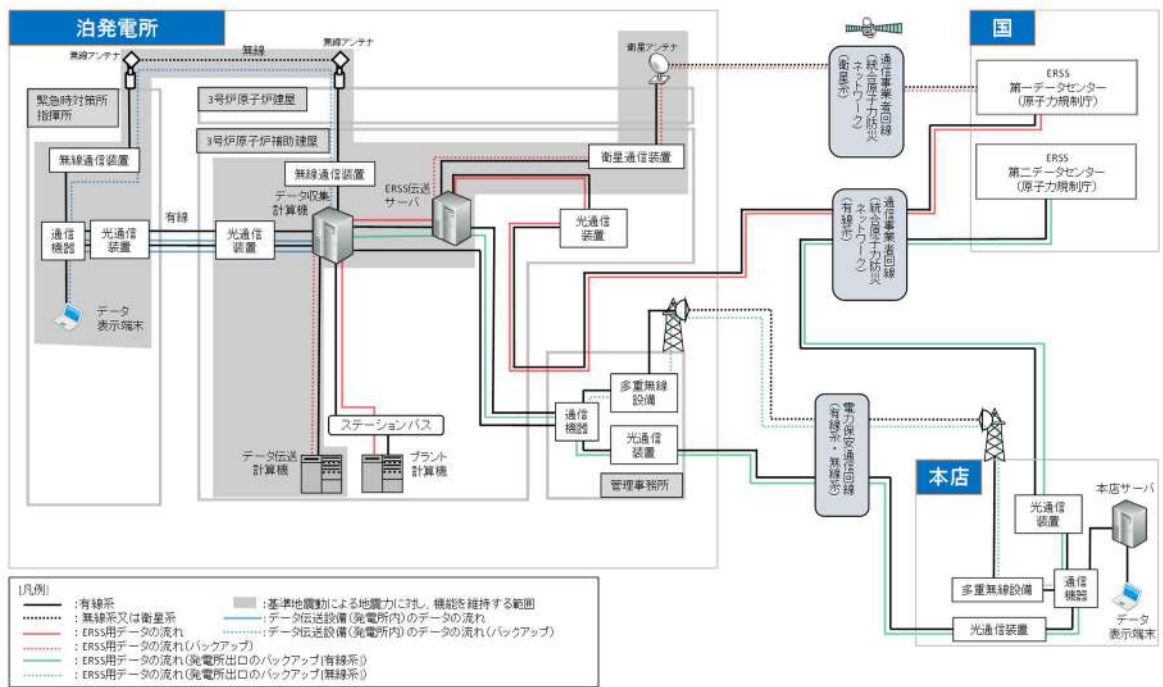 泊発電所
無線アンテナ
無線
無線アンテナ
衛星アンテナ
緊急時対策所
指揮所
3号炉原子炉建屋
3号炉原子炉補助建屋
無線通信装置
無線通信装置
データ収集
計算機
ERSS伝送
サーバ
衛星通信装置
有線
通信
機器
光通信
装置
光通信
装置
光通信
装置
データ
表示端末
ステーションバス
データ伝送
計算機
プラント
計算機
多重無線
設備
通信
機器
光通信
装置
管理事務所
通信事業者回線
(統合原子力防災
ネットワーク)
(衛星系)
通信事業者回線
(統合原子力防災
ネットワーク)
(有線系)
電力保安通信回線
(有線系・無線系)
国
ERSS
第一データセンター
(原子力規制庁)
ERSS
第二データセンター
(原子力規制庁)
本店
本店サーバ
光通信
装置
多重無線設備
通信
機器
光通信装置
データ
表示端末
[凡例]
:有線系
:無線系又は衛星系
:ERSS用データの流れ
:ERSS用データの流れ(バックアップ)
:ERSS用データの流れ(発電所出口のバックアップ[有線系])
:ERSS用データの流れ(発電所出口のバックアップ[無線系])
:基準地震動による地震力に対し,機能を維持する範囲
:データ伝送設備(発電所内)のデータの流れ
:データ伝送設備(発電所内)のデータの流れ(バックアップ)